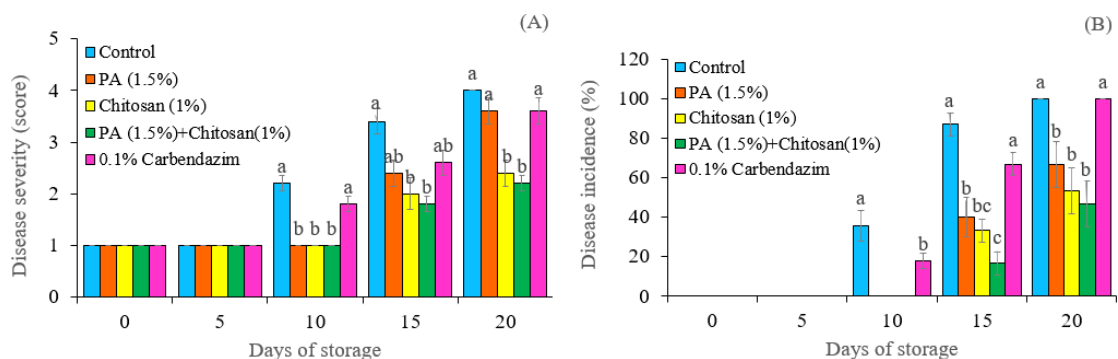 (A)
Disease severity (score)
5
4
3
2
1
0
Control
PA (1.5%)
Chitosan (1%)
PA (1.5%)+Chitosan(1%)
0.1% Carbendazim
a
b b b
a
a
ab
b
b
ab
a
a
b
b
a
0 5 10 15 20
Days of storage
(B)
Disease incidence (%)
120
100
80
60
40
20
0
Control
PA (1.5%)
Chitosan (1%)
PA (1.5%)+Chitosan(1%)
0.1% Carbendazim
a
b
a
b
bc
c
a
a
b
b
b
a
0 5 10 15 20
Days of storage